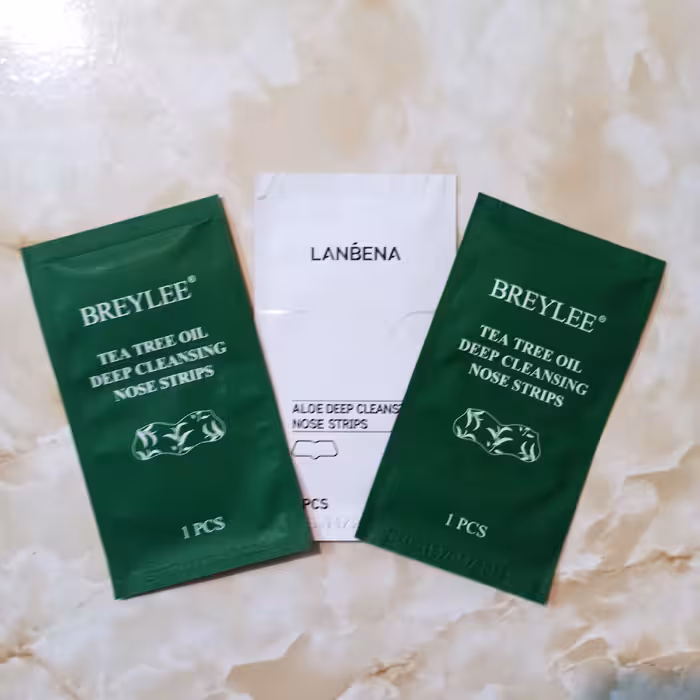 BREYLEE®
TEA TREE OIL
DEEP CLEANSING
NOSE STRIPS
1 PCS
LANBENA
ALOE DEEP CLEANS
NOSE STRIPS
PCS
BREYLEE®
TEA TREE OIL
DEEP CLEANSING
NOSE STRIPS
1 PCS